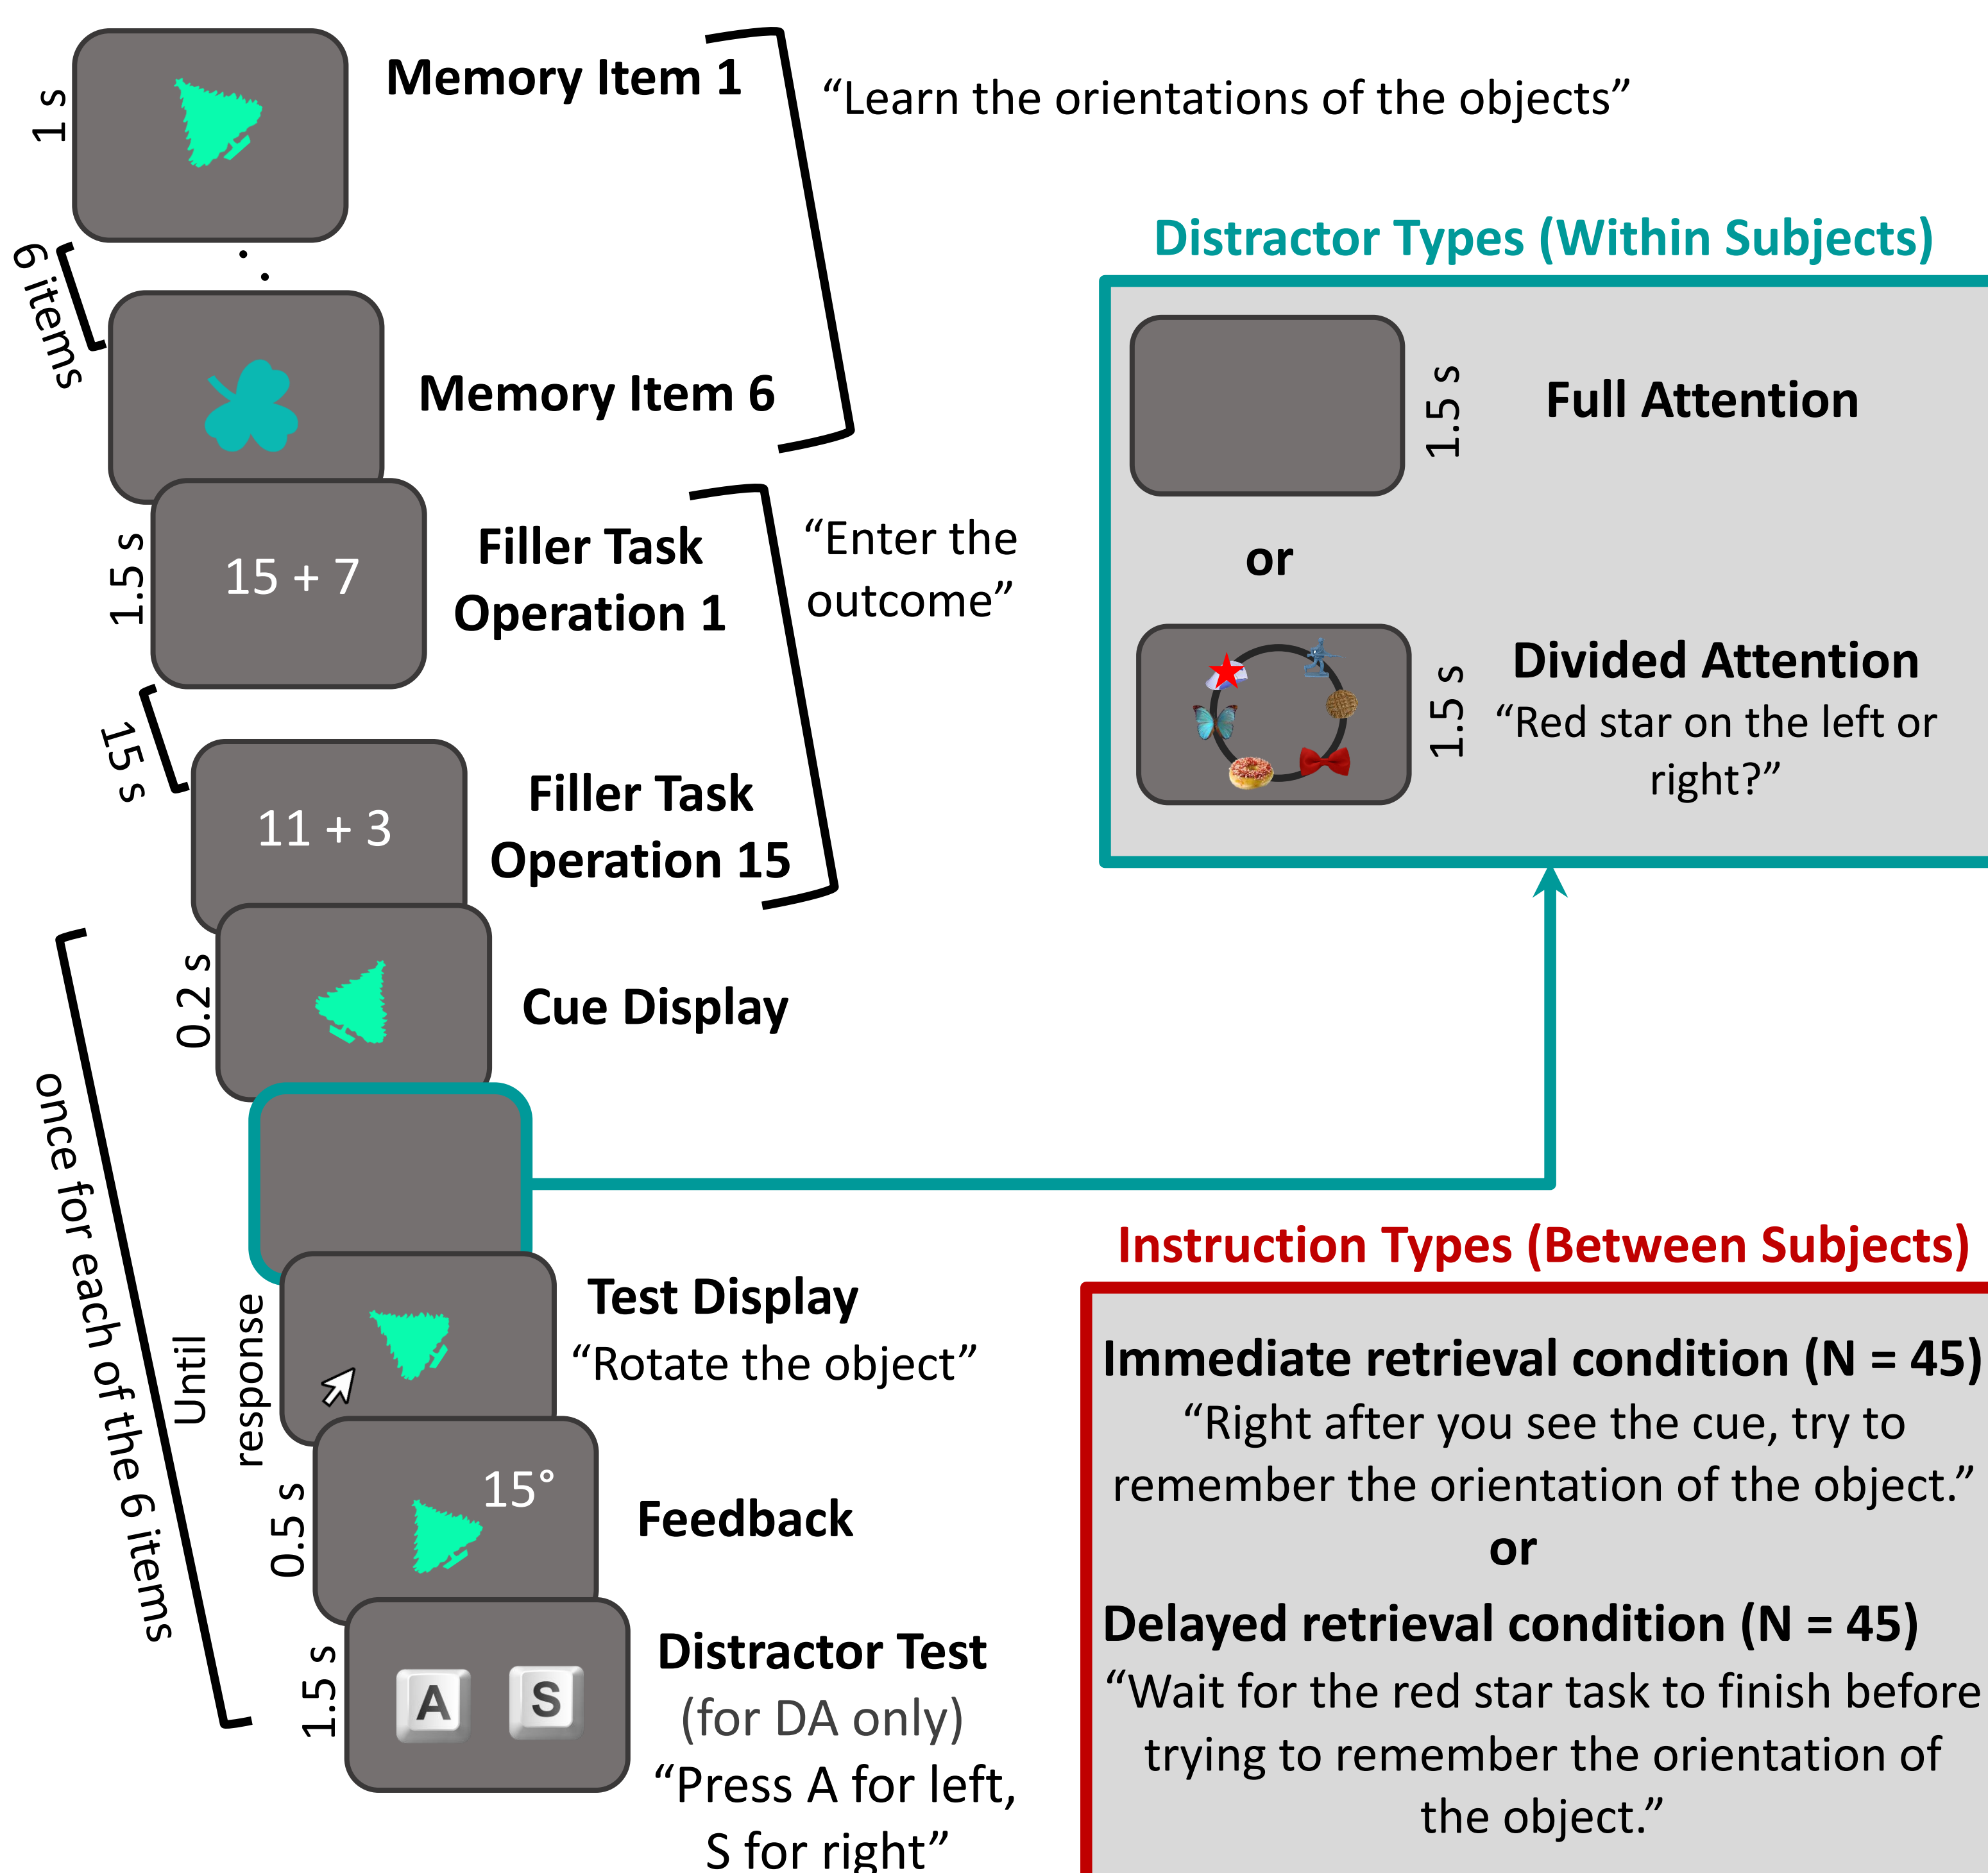 1 s
Memory Item 1
“Learn the orientations of the objects”
6 items
Memory Item 6
1.5 s
15 + 7
Filler Task
Operation 1
“Enter the
outcome”
15 s
11 + 3
Filler Task
Operation 15
once for each of the 6 items
0.2 s
Cue Display
Until
response
Test Display
“Rotate the object”
0.5 s
15°
Feedback
1.5 s
A
S
Distractor Test
(for DA only)
“Press A for left,
S for right”
Distractor Types (Within Subjects)
1.5 s
Full Attention
or
1.5 s
Divided Attention
“Red star on the left or
right?”
Instruction Types (Between Subjects)
Immediate retrieval condition (N = 45)
“Right after you see the cue, try to
remember the orientation of the object.”
or
Delayed retrieval condition (N = 45)
“Wait for the red star task to finish before
trying to remember the orientation of
the object.”